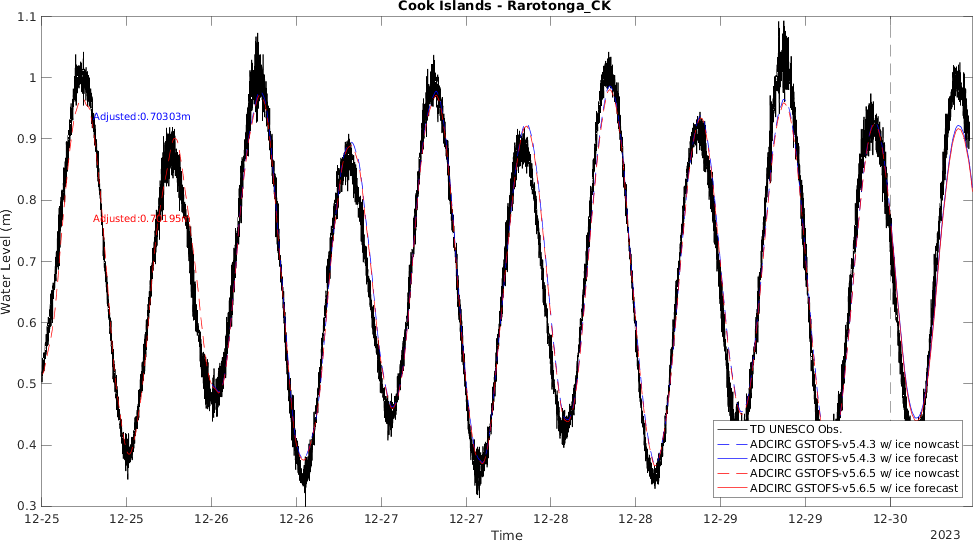 Cook Islands - Rarotonga_CK
1.1
1
0.9
0.8
0.7
0.6
0.5
0.4
0.3
Water Level (m)
Adjusted:0.70303m
12-25
12-25
12-26
12-26
12-27
12-27
12-28
12-28
12-29
12-29
12-30
Time
2023
TD UNESCO Obs.
ADCIRC GSTOFS-v5.4.3 w/ ice nowcast
ADCIRC GSTOFS-v5.4.3 w/ ice forecast
ADCIRC GSTOFS-v5.6.5 w/ ice nowcast
ADCIRC GSTOFS-v5.6.5 w/ ice forecast